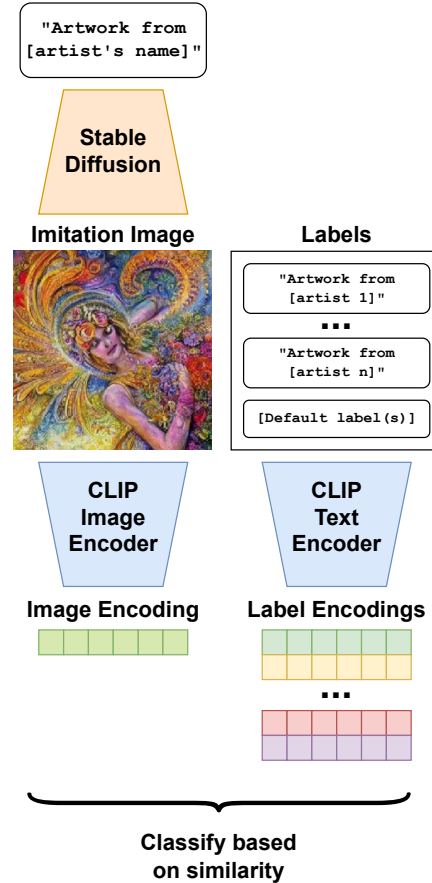 "Artwork from
[artist's name]"
Stable
Diffusion
Imitation Image
Labels
"Artwork from
[artist 1]"
...
"Artwork from
[artist n]"
[Default label(s)]
CLIP
Image
Encoder
CLIP
Text
Encoder
Image Encoding
Label Encodings
...
Classify based
on similarity